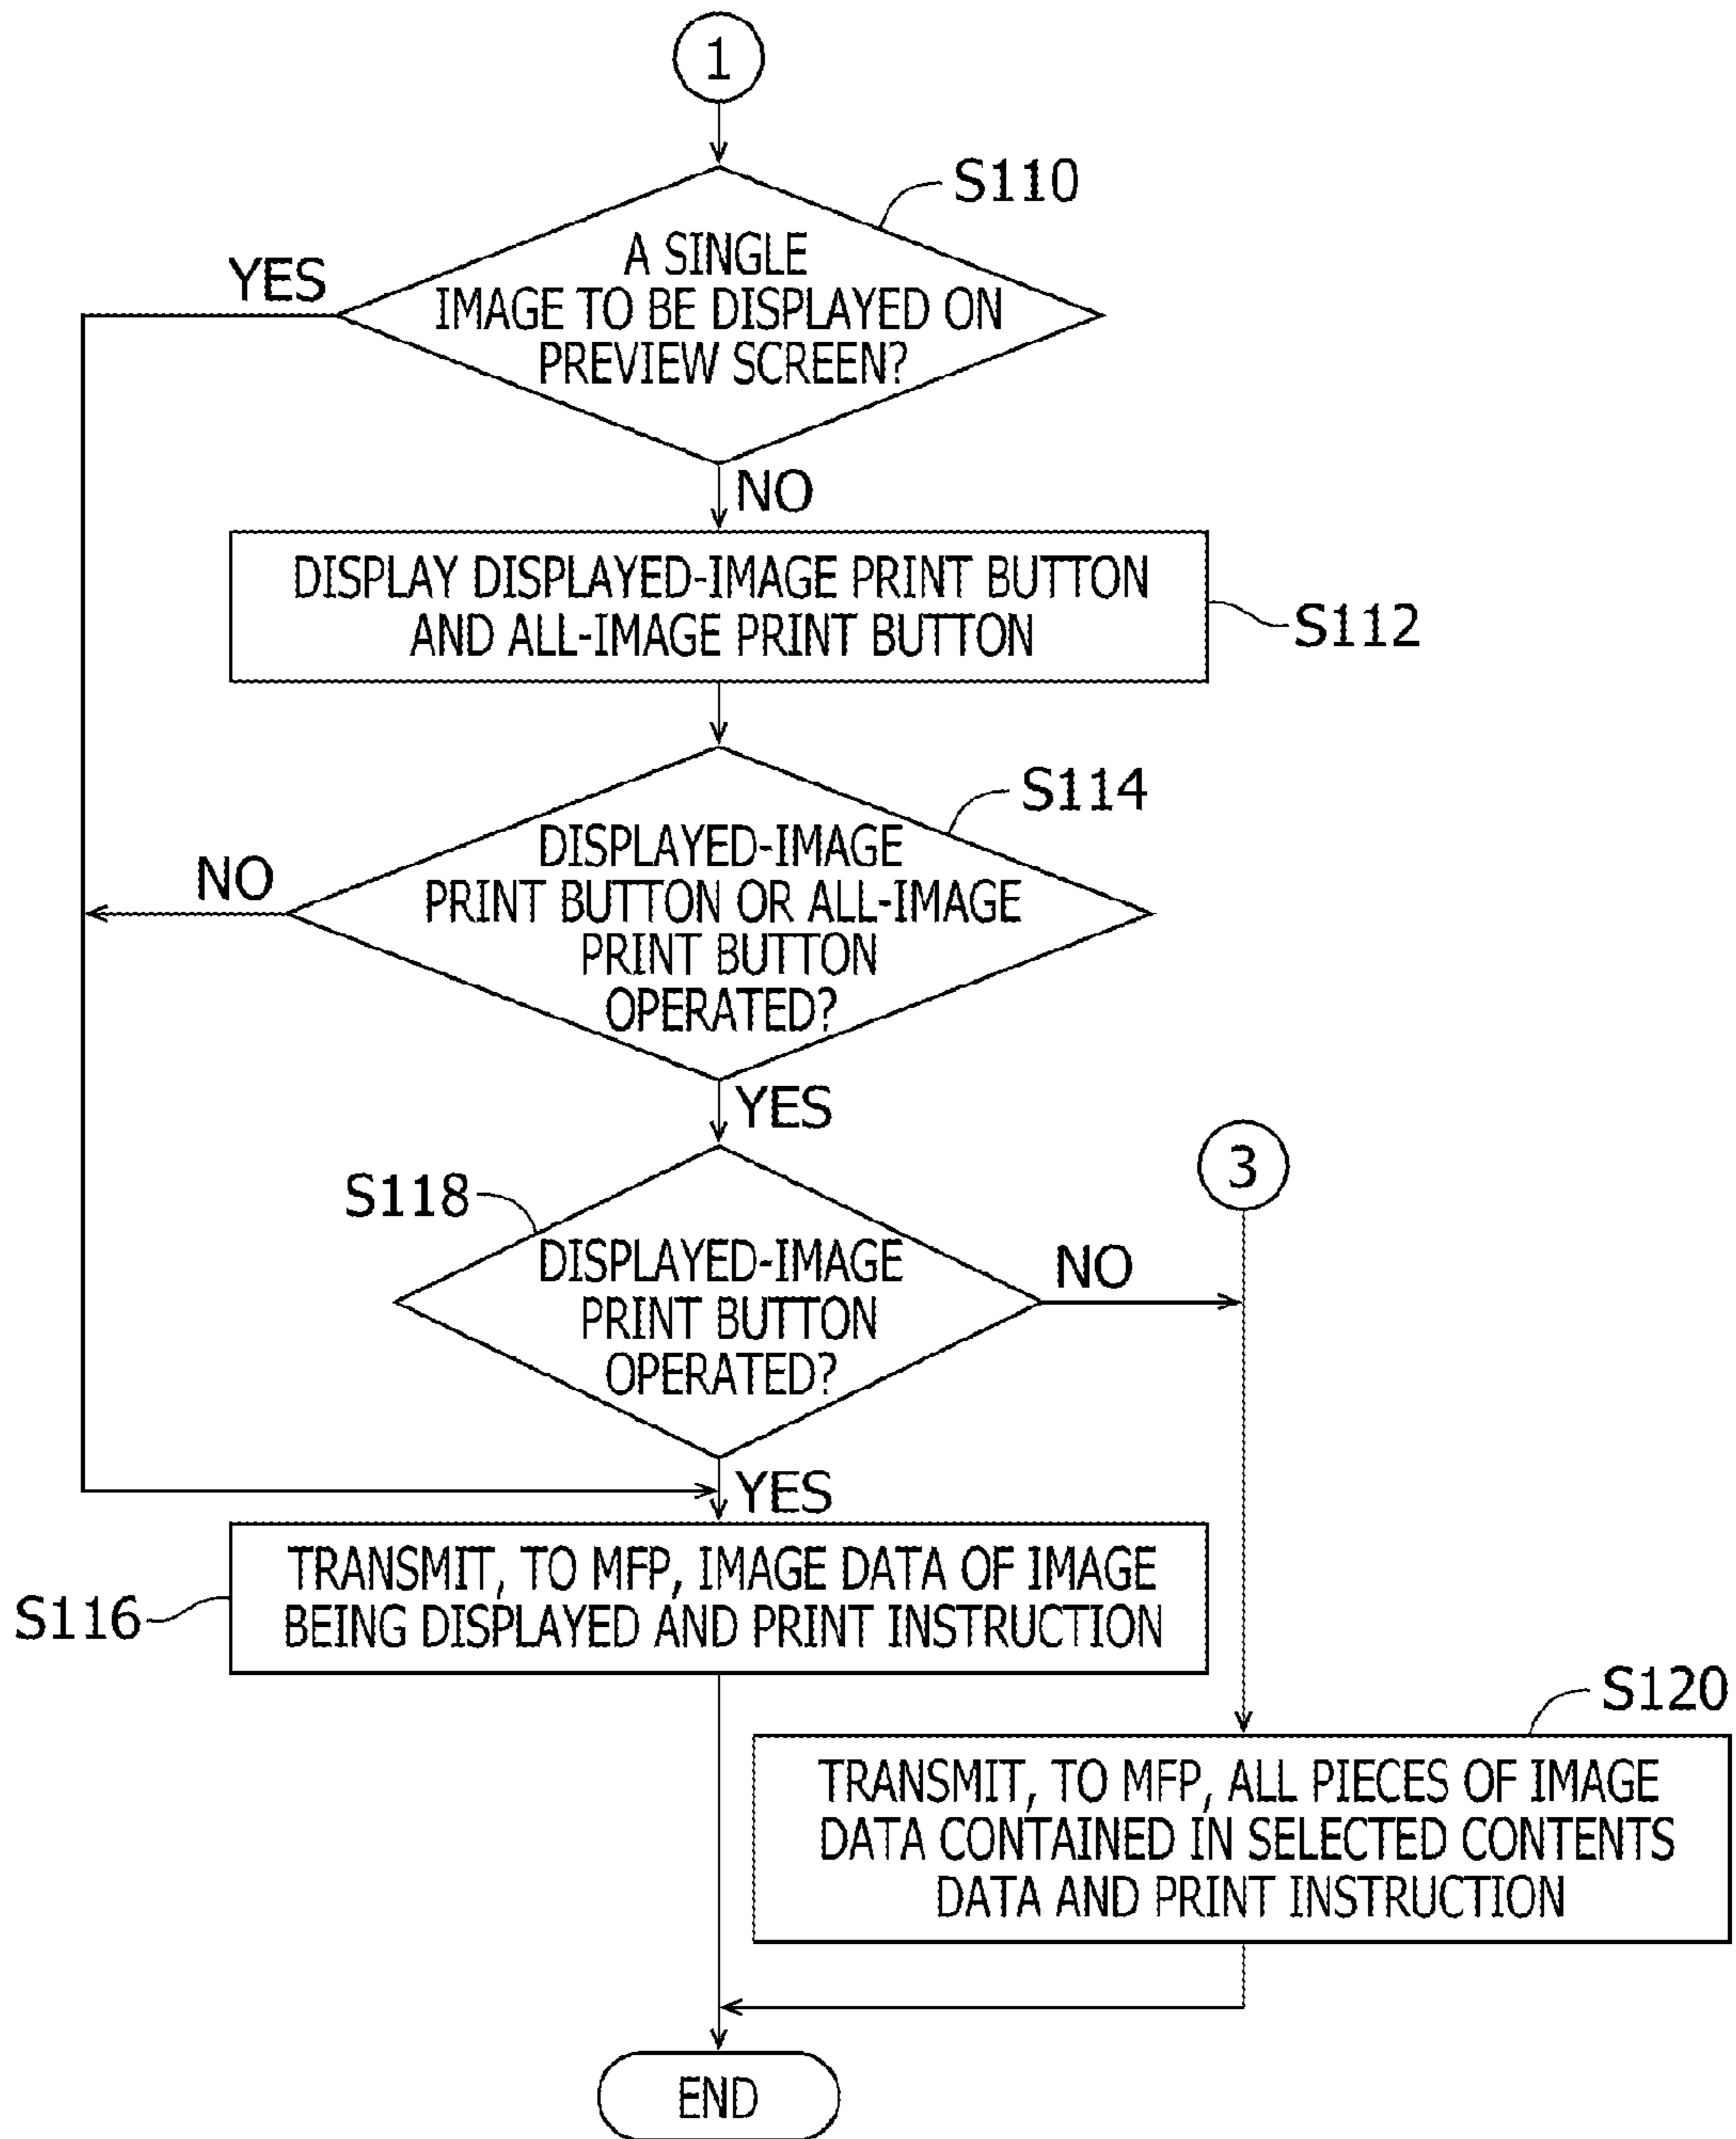 1
S110
A SINGLE
IMAGE TO BE DISPLAYED ON
PREVIEW SCREEN?
YES
NO
DISPLAY DISPLAYED-IMAGE PRINT BUTTON
AND ALL-IMAGE PRINT BUTTON
S112
S114
DISPLAYED-IMAGE
PRINT BUTTON OR ALL-IMAGE
PRINT BUTTON
OPERATED?
NO
YES
3
S118
DISPLAYED-IMAGE
PRINT BUTTON
OPERATED?
NO
YES
TRANSMIT, TO MFP, IMAGE DATA OF IMAGE
BEING DISPLAYED AND PRINT INSTRUCTION
S116
S120
TRANSMIT, TO MFP, ALL PIECES OF IMAGE
DATA CONTAINED IN SELECTED CONTENTS
DATA AND PRINT INSTRUCTION
END